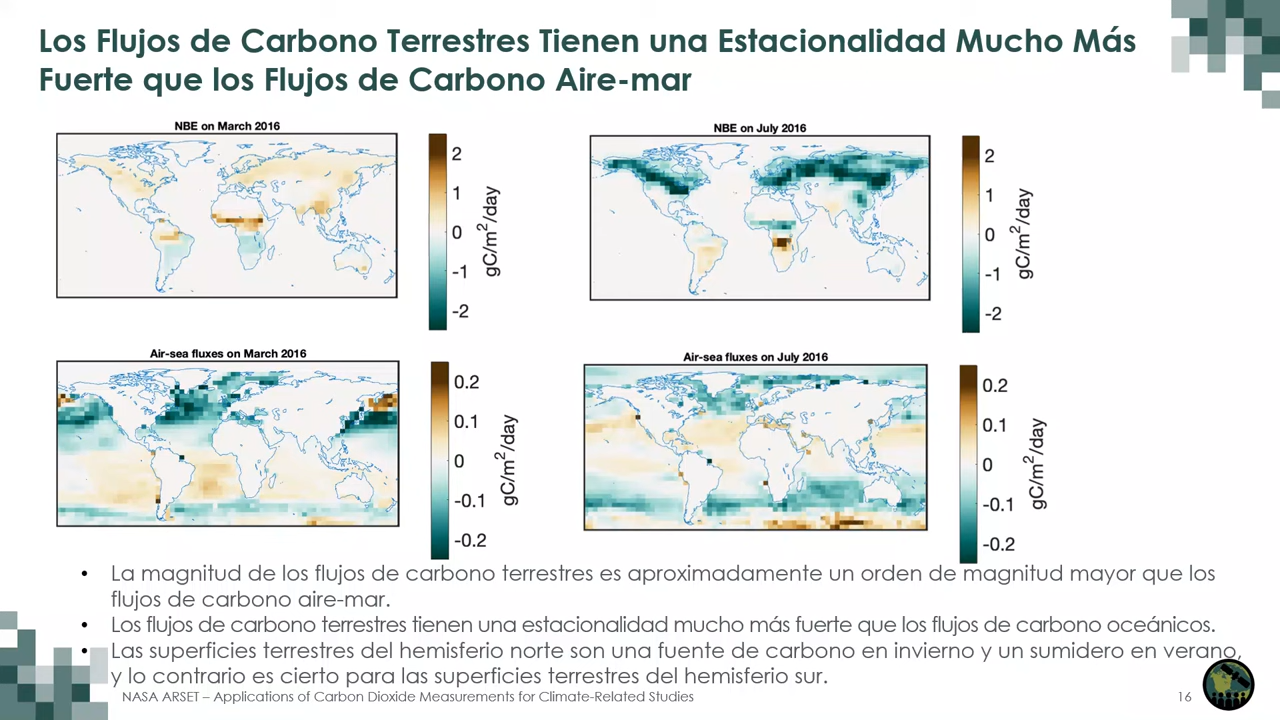 Los Flujos de Carbono Terrestres Tienen una Estacionalidad Mucho Más
Fuerte que los Flujos de Carbono Aire-mar
NBE on March 2016
2
1
0
-1
-2
gC/m²/day
NBE on July 2016
2
1
0
-1
-2
gC/m²/day
Air-sea fluxes on March 2016
0.2
0.1
0
-0.1
-0.2
gC/m²/day
Air-sea fluxes on July 2016
0.2
0.1
0
-0.1
-0.2
gC/m²/day
• La magnitud de los flujos de carbono terrestres es aproximadamente un orden de magnitud mayor que los
flujos de carbono aire-mar.
• Los flujos de carbono terrestres tienen una estacionalidad mucho más fuerte que los flujos de carbono oceánicos.
• Las superficies terrestres del hemisferio norte son una fuente de carbono en invierno y un sumidero en verano,
y lo contrario es cierto para las superficies terrestres del hemisferio sur.
NASA ARSET – Applications of Carbon Dioxide Measurements for Climate-Related Studies
16